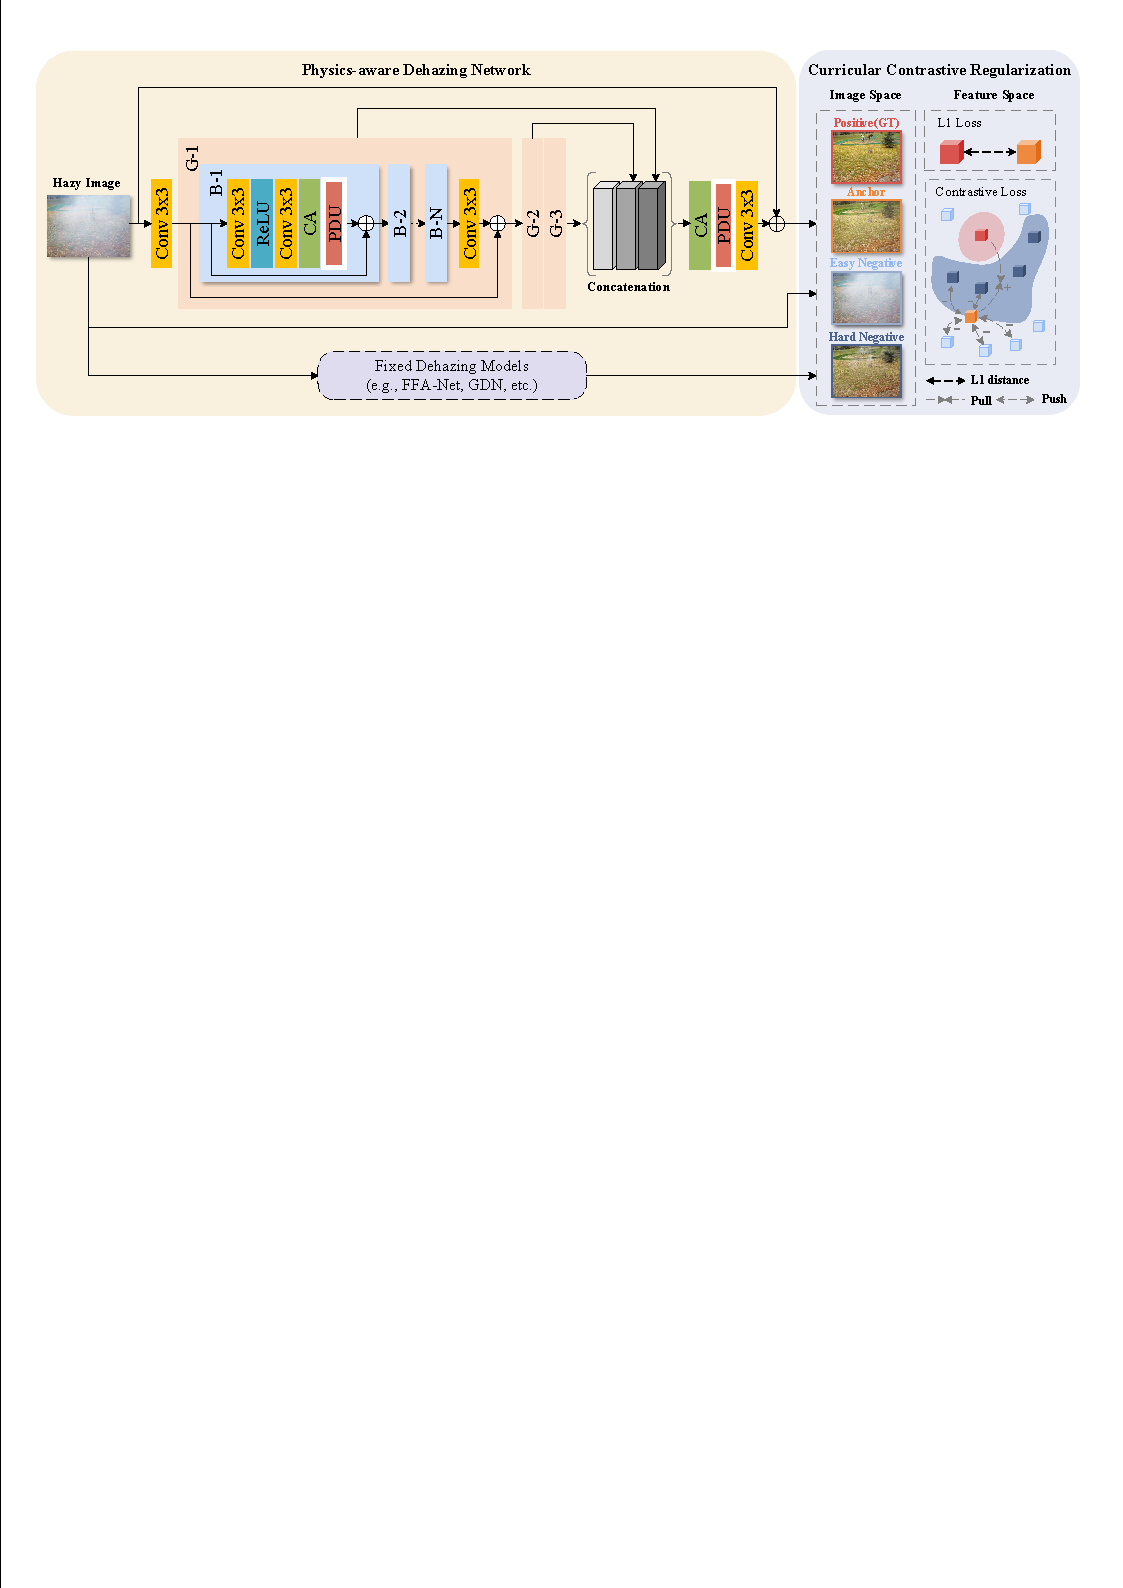 Physics-aware Dehazing Network
Hazy Image
Conv 3x3
G-1
B-1
Conv 3x3
ReLU
Conv 3x3
CA
PDU
B-2
B-N
Conv 3x3
G-2
G-3
Concatenation
CA
PDU
Conv 3x3
Fixed Dehazing Models
(e.g., FFA-Net, GDN, etc.)
Curricular Contrastive Regularization
Image Space
Positive(GT)
Anchor
Easy Negative
Hard Negative
Feature Space
L1 Loss
Contrastive Loss
L1 distance
Pull
Push